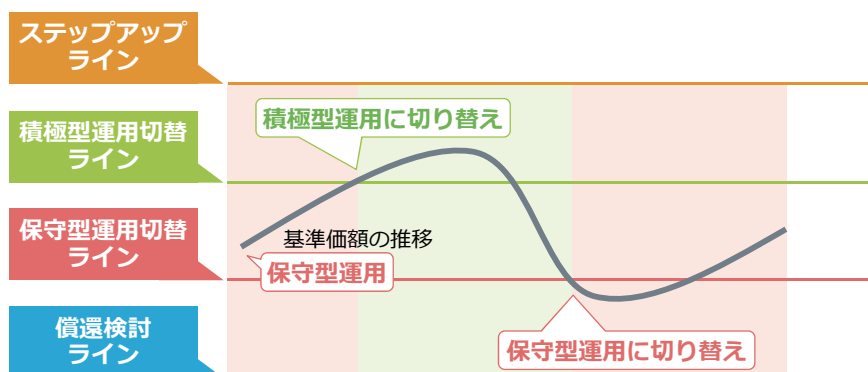 ステップアップ
ライン
積極型運用に切り替え
積極型運用切替
ライン
保守型運用切替
ライン
基準価額の推移
保守型運用
償還検討
ライン
保守型運用に切り替え